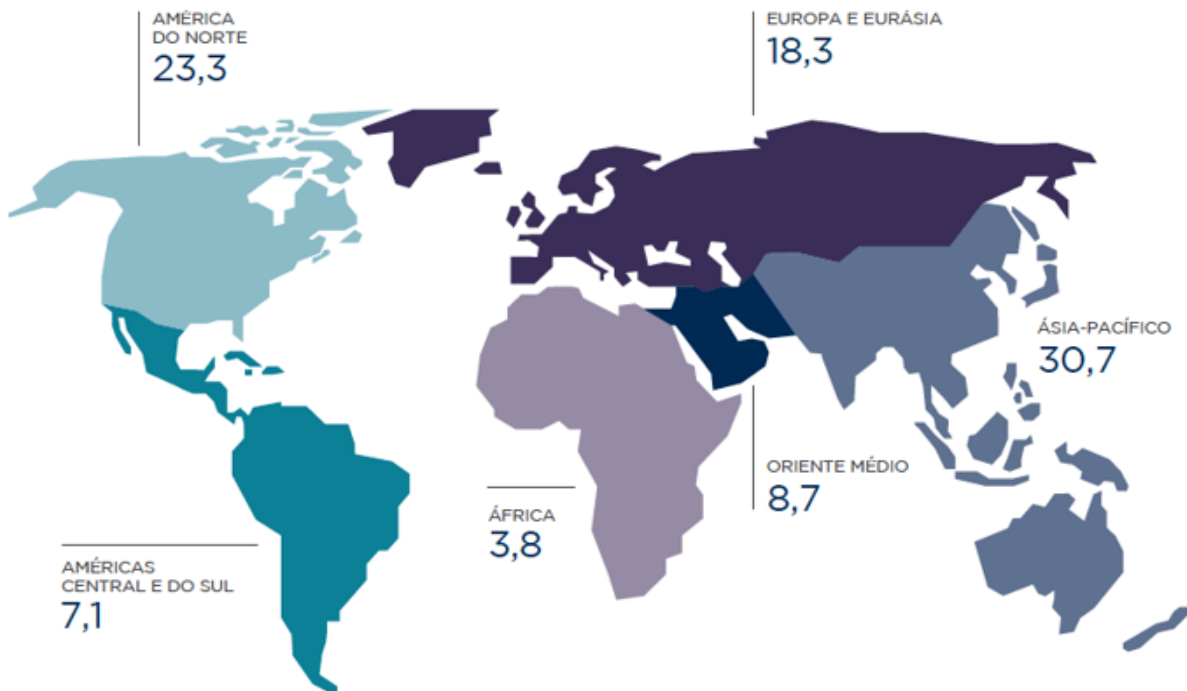 AMÉRICA
DO NORTE
23,3
EUROPA E EURÁSIA
18,3
ÁSIA-PACÍFICO
30,7
ORIENTE MÉDIO
8,7
ÁFRICA
3,8
AMÉRICAS
CENTRAL E DO SUL
7,1